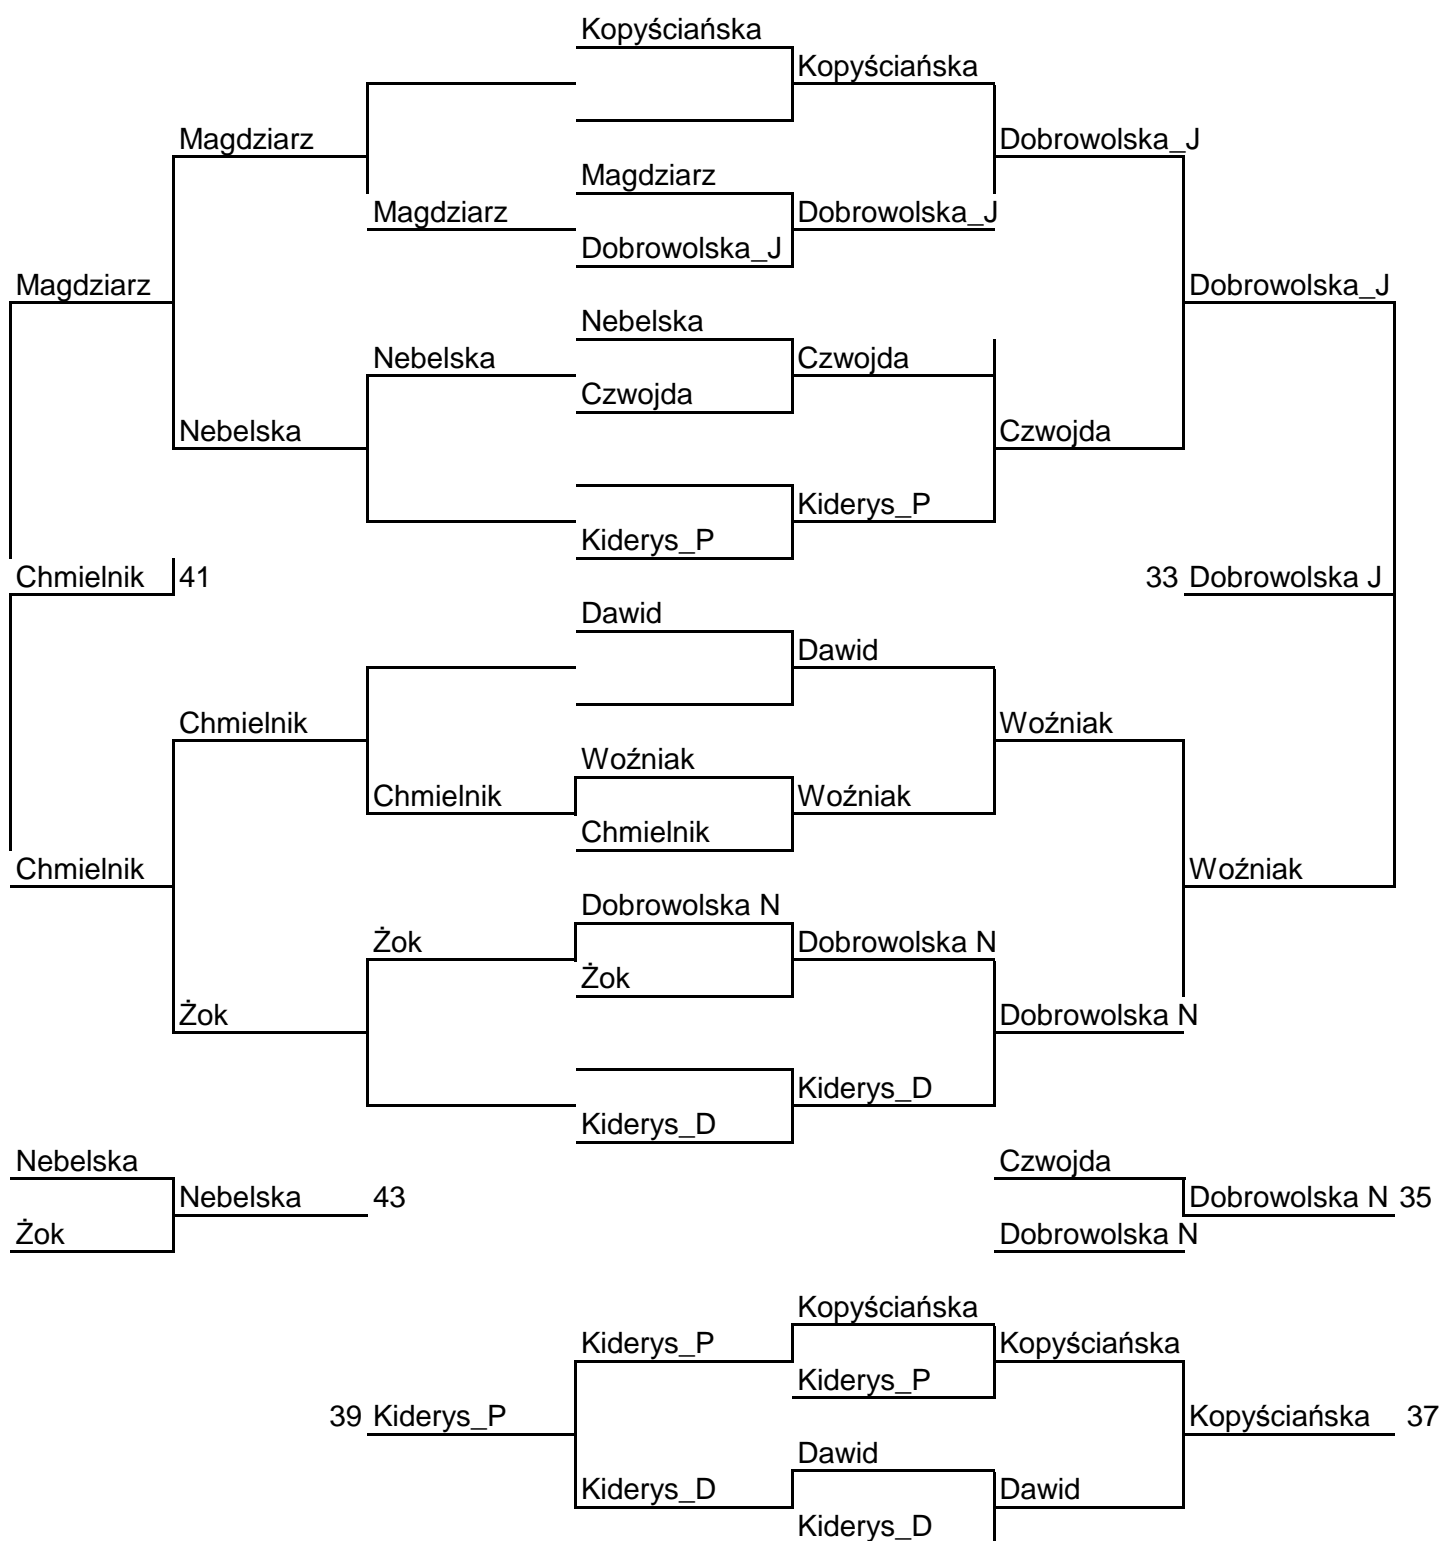 Kopyściańska
Kopyściańska
Magdziarz Dobrowolska_J
Magdziarz
Magdziarz Dobrowolska_J
Dobrowolska_J
Magdziarz Dobrowolska_J
Nebelska
Nebelska Czwojda
Czwojda
Nebelska Czwojda
Kiderys_P
Kiderys_P
Chmielnik 41 33 Dobrowolska J
Dawid
Dawid
Chmielnik Woźniak
Woźniak
Chmielnik Woźniak
Chmielnik
Chmielnik Woźniak
Dobrowolska N
Żok Dobrowolska N
Żok
Żok Dobrowolska N
Kiderys_D
Kiderys_D
Nebelska Czwojda
Nebelska 43 Dobrowolska N 35
Żok Dobrowolska N
Kopyściańska
Kiderys_P Kopyściańska
Kiderys_P
39 Kiderys_P Kopyściańska 37
Dawid
Kiderys_D Dawid
Kiderys_D